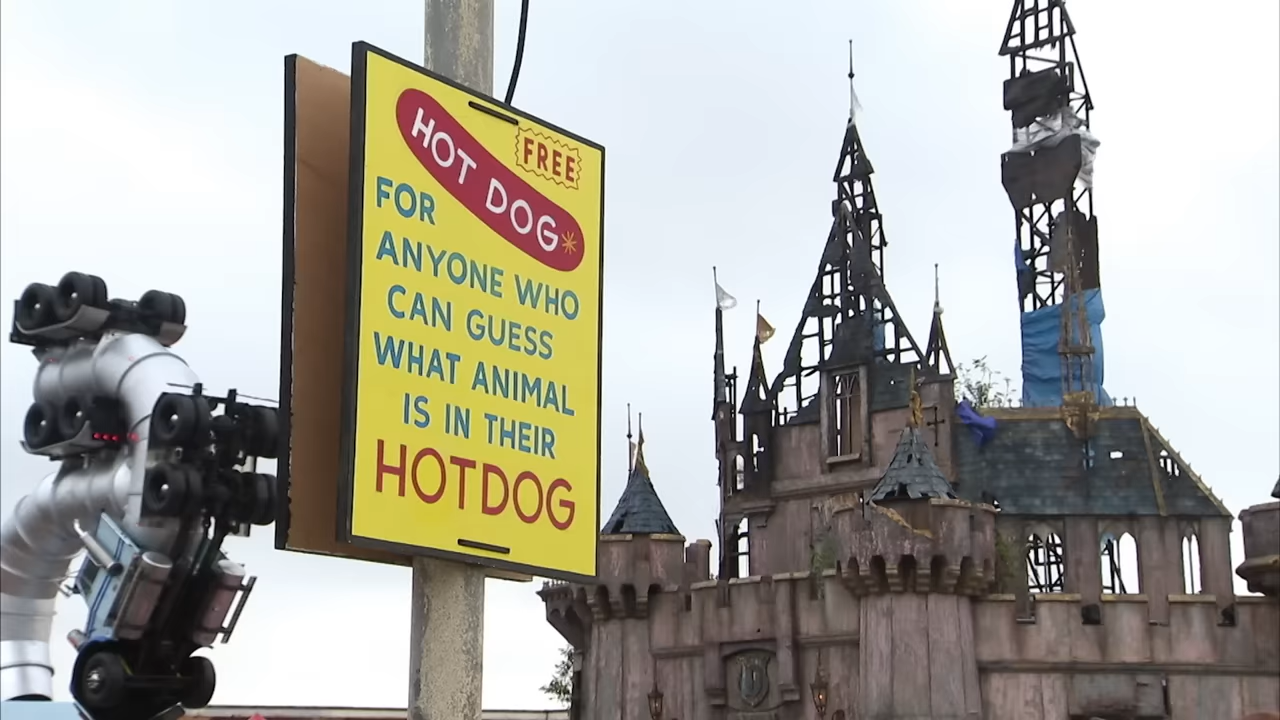 HOT DOG*
FREE
FOR
ANYONE WHO
CAN GUESS
WHAT ANIMAL
IS IN THEIR
HOTDOG